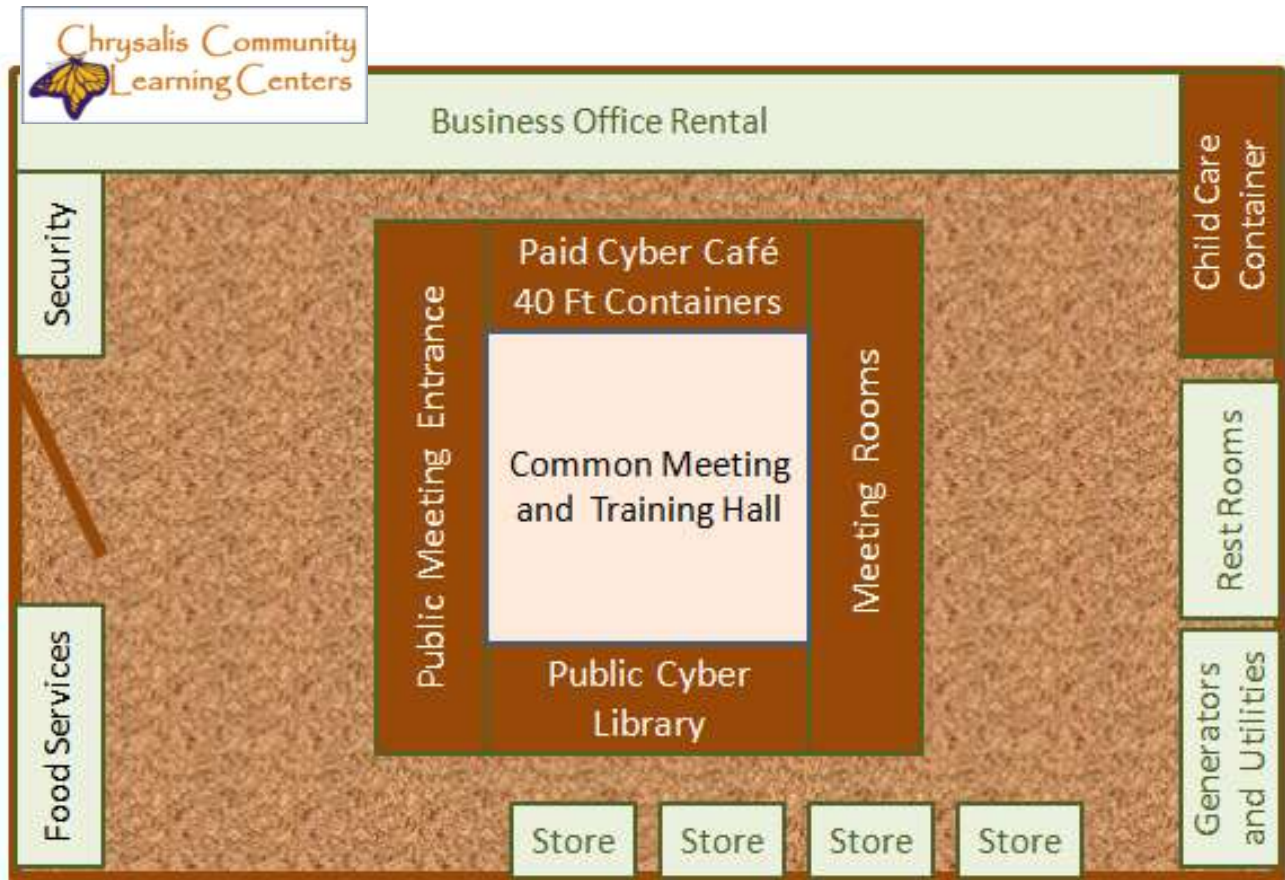 Chrysalis Community
Learning Centers
Business Office Rental
Security
Child Care
Container
Paid Cyber Café
40 Ft Containers
Public Meeting Entrance
Common Meeting
and Training Hall
Meeting Rooms
Rest Rooms
Public Cyber
Library
Food Services
Generators
and Utilities
Store
Store
Store
Store